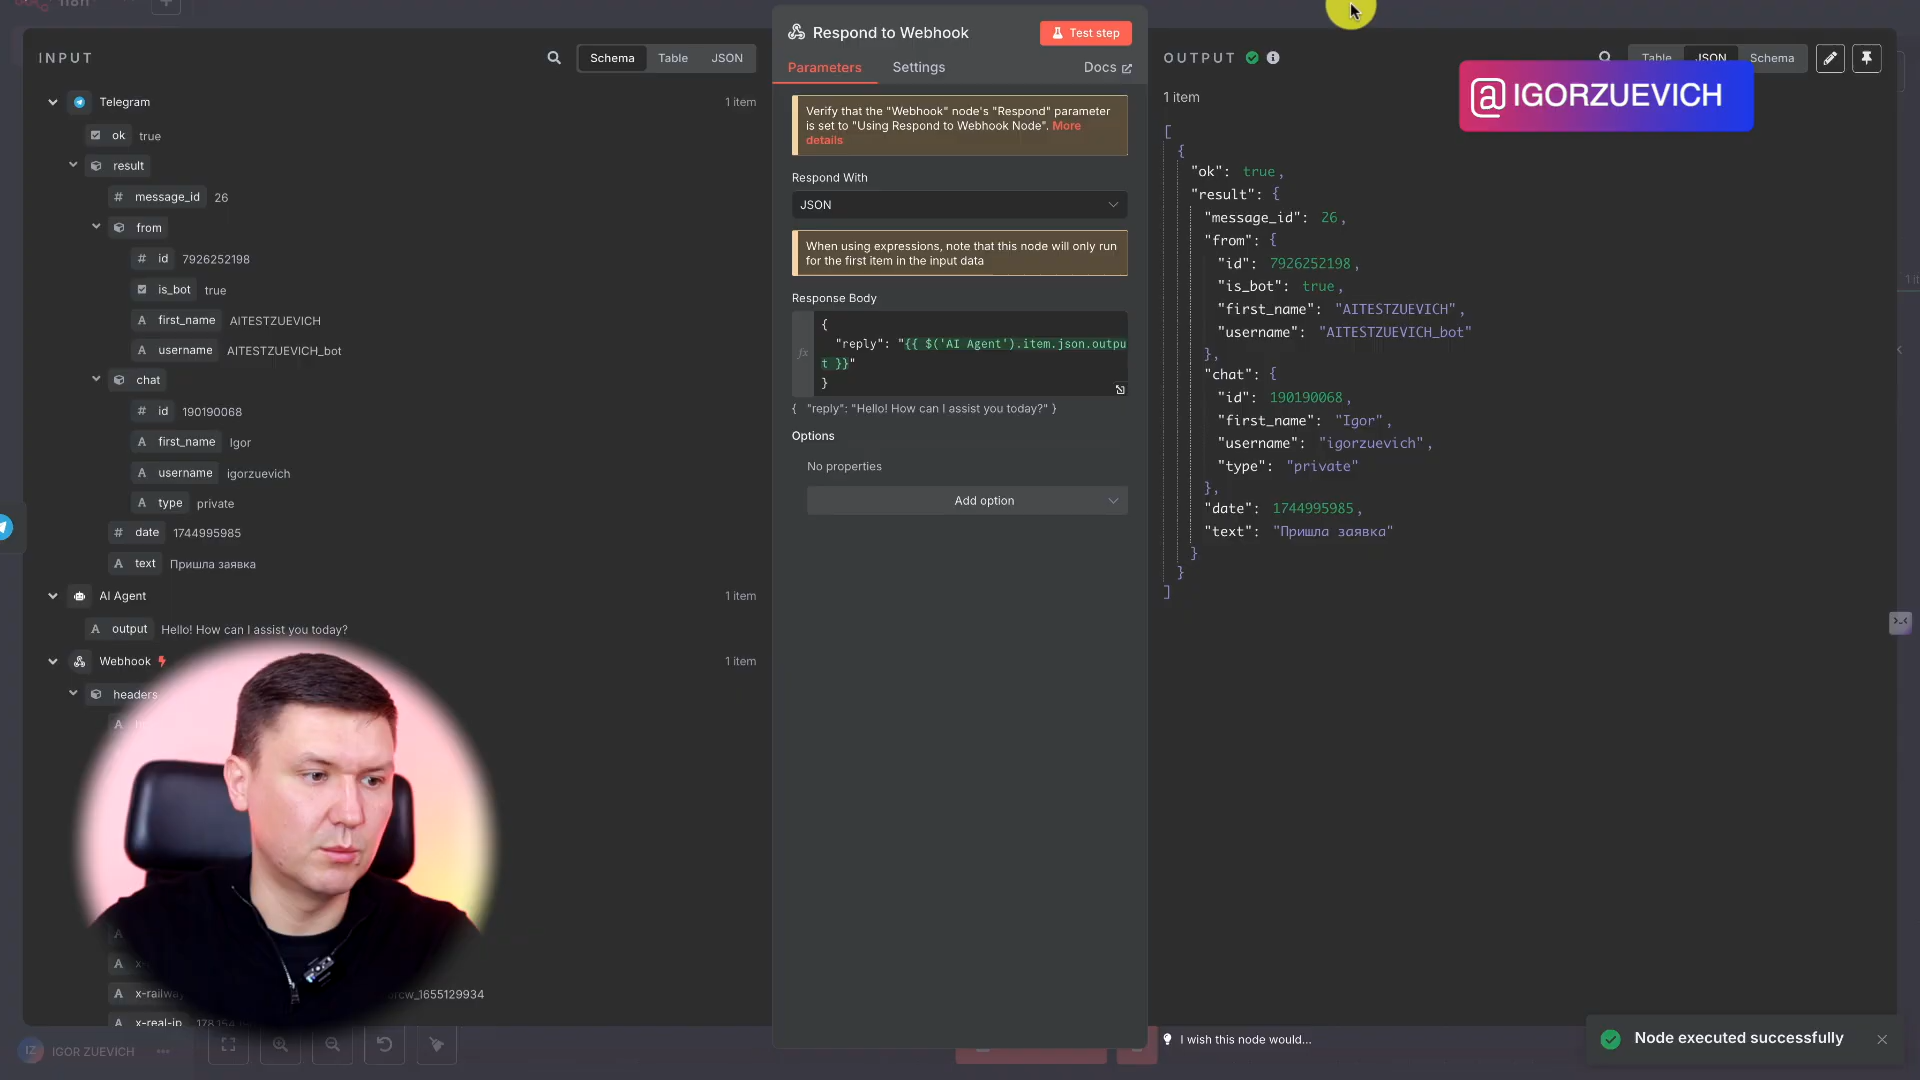 n8n
INPUT
Schema
Table
JSON
Telegram
1 item
ok
true
result
#
message_id
26
from
#
id
7926252198
is_bot
true
A
first_name
AITESTZUEVICH
A
username
AITESTZUEVICH_bot
chat
#
id
190190068
A
first_name
Igor
A
username
igorzuevich
A
type
private
#
date
1744995985
A
text
Пришла заявка
AI Agent
1 item
A
output
Hello! How can I assist you today?
Webhook
1 item
headers
A
A
A
A
x-railway
rcw_1655129934
x-real-ip
IZ
IGOR ZUEVICH
Respond to Webhook
Test step
Parameters
Settings
Docs
Verify that the "Webhook" node's "Respond" parameter
is set to "Using Respond to Webhook Node". More
details
Respond With
JSON
When using expressions, note that this node will only run
for the first item in the input data
Response Body
fx
{
"reply": "{{ $('AI Agent').item.json.outpu
t }}"
}
{ "reply": "Hello! How can I assist you today?" }
Options
No properties
Add option
OUTPUT
Table
JSON
Schema
@IGORZUEVICH
1 item
[
{
"ok": true,
"result": {
"message_id": 26,
"from": {
"id": 7926252198,
"is_bot": true,
"first_name": "AITESTZUEVICH",
"username": "AITESTZUEVICH_bot"
},
"chat": {
"id": 190190068,
"first_name": "Igor",
"username": "igorzuevich",
"type": "private"
},
"date": 1744995985,
"text": "Пришла заявка"
}
}
]
I wish this node would...
Node executed successfully